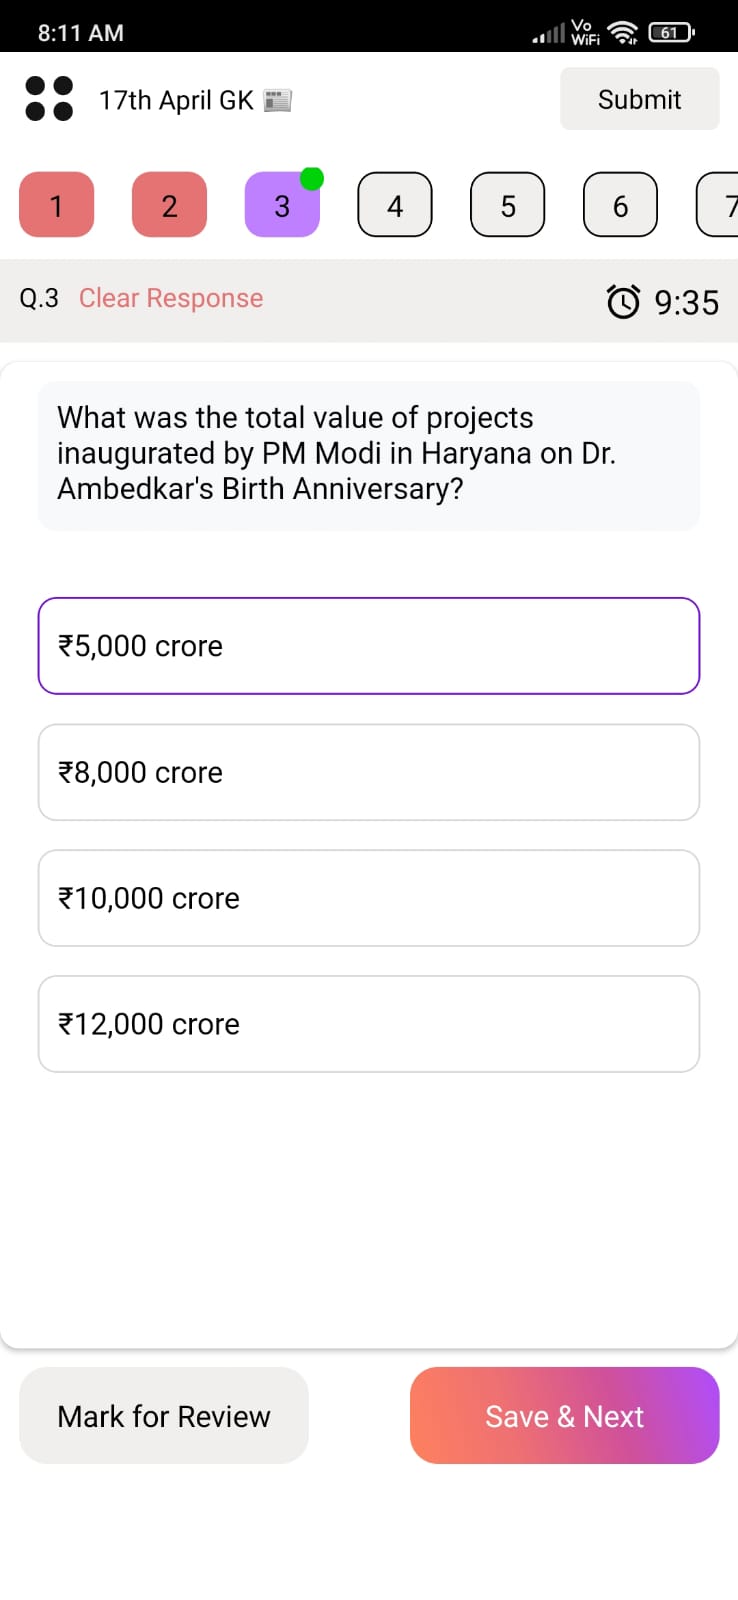 8:11 AM
Vo
WiFi
61
17th April GK
Submit
1
2
3
4
5
6
7
Q.3 Clear Response
9:35
What was the total value of projects
inaugurated by PM Modi in Haryana on Dr.
Ambedkar's Birth Anniversary?
₹5,000 crore
₹8,000 crore
₹10,000 crore
₹12,000 crore
Mark for Review
Save & Next